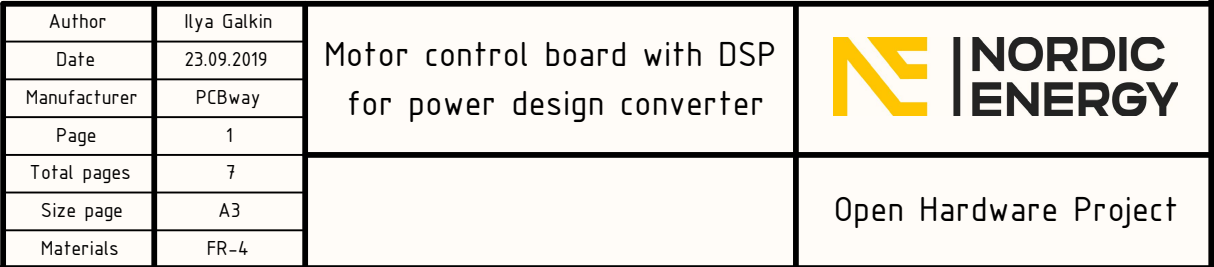 Author Ilya Galkin
Date 23.09.2019
Manufacturer PCBway
Page 1
Total pages 7
Size page A3
Materials FR-4
Motor control board with DSP
for power design converter
NORDIC
ENERGY
Open Hardware Project